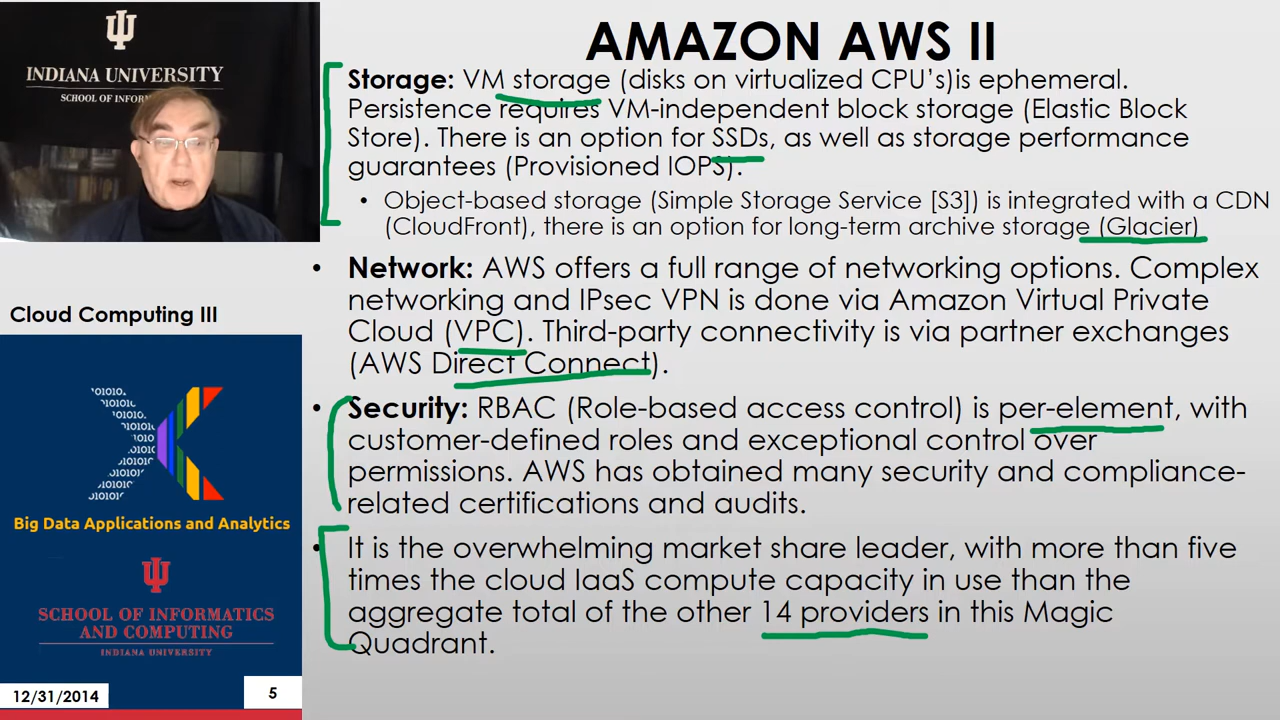 INDIANA UNIVERSITY
SCHOOL OF INFOR
AMAZON AWS II
Storage: VM storage (disks on virtualized CPU's)is ephemeral.
Persistence requires VM-independent block storage (Elastic Block
Store). There is an option for SSDs, as well as storage performance
guarantees (Provisioned IOPS).
• Object-based storage (Simple Storage Service [S3]) is integrated with a CDN
(CloudFront), there is an option for long-term archive storage (Glacier)
• Network: AWS offers a full range of networking options. Complex
networking and IPsec VPN is done via Amazon Virtual Private
Cloud (VPC). Third-party connectivity is via partner exchanges
(AWS Direct Connect).
• Security: RBAC (Role-based access control) is per-element, with
customer-defined roles and exceptional control over
permissions. AWS has obtained many security and compliance-
related certifications and audits.
• It is the overwhelming market share leader, with more than five
times the cloud IaaS compute capacity in use than the
aggregate total of the other 14 providers in this Magic
Quadrant.
Cloud Computing III
Big Data Applications and Analytics
SCHOOL OF INFORMATICS
AND COMPUTING
INDIANA UNIVERSITY
12/31/2014
5